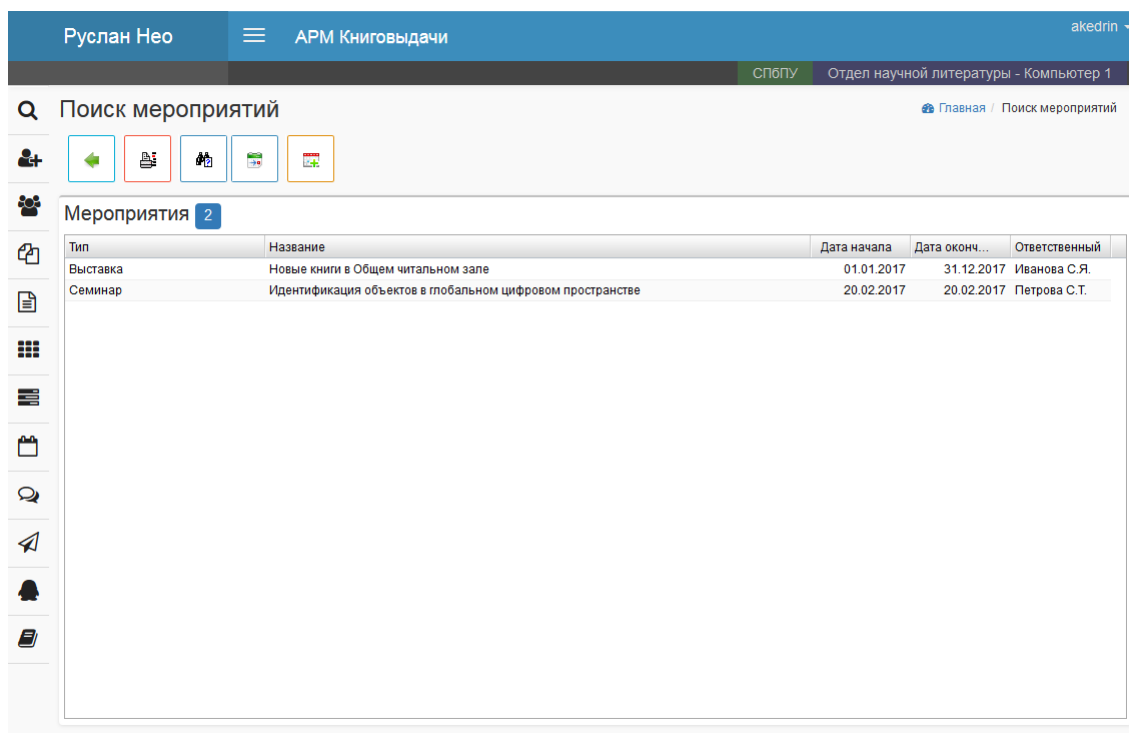 Руслан Нео АРМ Книговыдачи akedrin
СПбПУ Отдел научной литературы - Компьютер 1
Поиск мероприятий Главная / Поиск мероприятий
Мероприятия 2
Тип Название Дата начала Дата оконч... Ответственный
Выставка Новые книги в Общем читальном зале 01.01.2017 31.12.2017 Иванова С.Я.
Семинар Идентификация объектов в глобальном цифровом пространстве 20.02.2017 20.02.2017 Петрова С.Т.